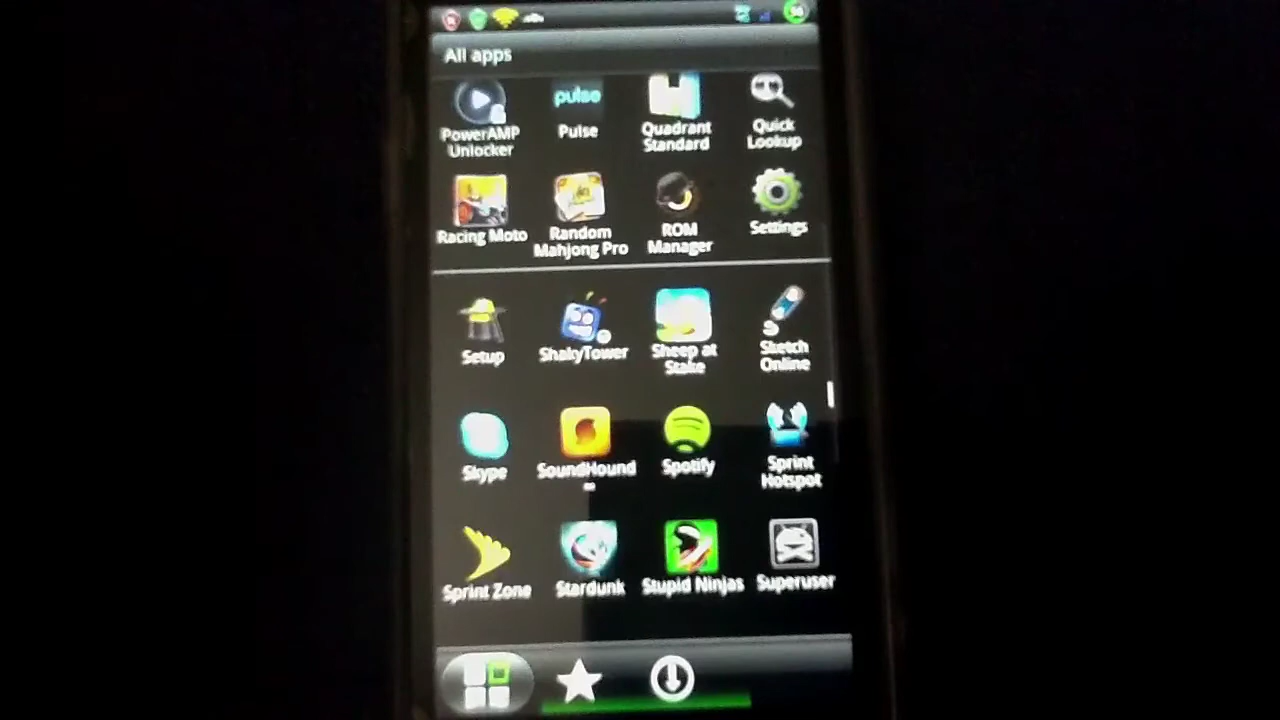 All apps
pulse
PowerAMP
Unlocker
Pulse
Quadrant
Standard
Quick
Lookup
Racing Moto
Random
Mahjong Pro
ROM
Manager
Settings
Setup
ShakyTower
Sheep at
Stake
Sketch
Online
Skype
SoundHound
Spotify
Sprint
Hotspot
Sprint Zone
Stardunk
Stupid Ninjas
Superuser